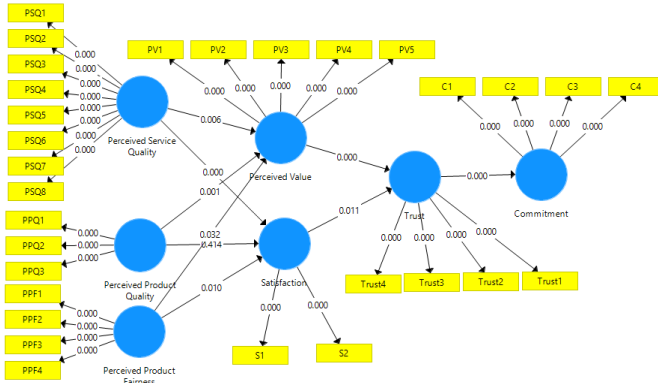 PSQ1
PSQ2
PSQ3
PSQ4
PSQ5
PSQ6
PSQ7
PSQ8
0.000
0.000
0.000
0.000
0.000
0.000
0.000
0.000
Perceived Service
Quality
PV1
PV2
PV3
PV4
PV5
0.000
0.000
0.000
0.000
0.000
0.006
Perceived Value
0.000
0.001
0.000
C1
C2
C3
C4
0.000
0.000
0.000
0.000
Trust
0.000
Commitment
0.011
PPQ1
PPQ2
PPQ3
0.000
0.000
0.000
Perceived Product
Quality
0.032
0.414
Satisfaction
0.010
0.000
0.000
0.000
0.000
Trust4
Trust3
Trust2
Trust1
PPF1
PPF2
PPF3
PPF4
0.000
0.000
0.000
0.000
Perceived Product
Fairness
0.000
0.000
S1
S2